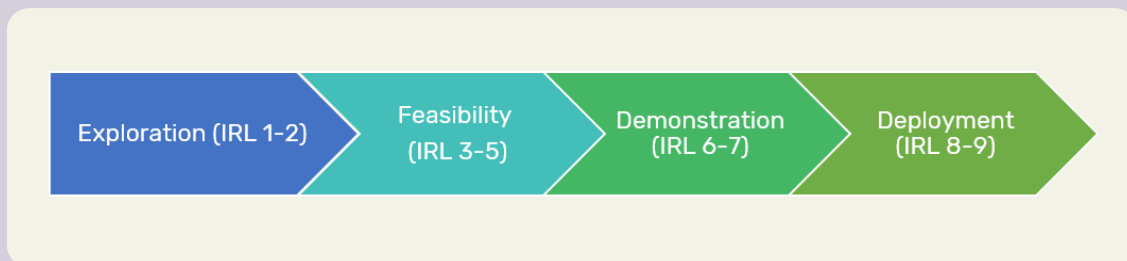 Exploration (IRL 1-2)
Feasibility
(IRL 3-5)
Demonstration
(IRL 6-7)
Deployment
(IRL 8-9)